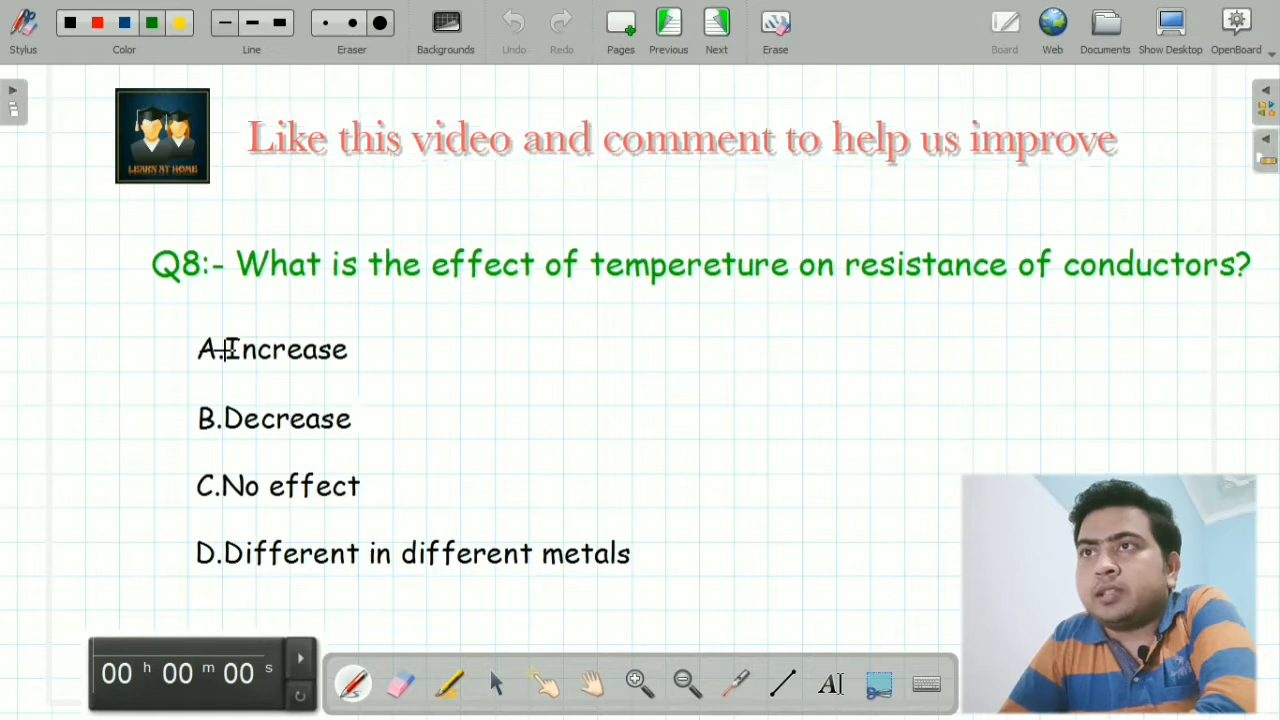 Stylus Color Line Eraser Backgrounds Undo Redo Pages Previous Next Erase Board Web Documents Show Desktop OpenBoard
LEARN AT HOME
Like this video and comment to help us improve
Q8:- What is the effect of tempereture on resistance of conductors?
A.Increase
B.Decrease
C.No effect
D.Different in different metals
00 h 00 m 00 s
AI